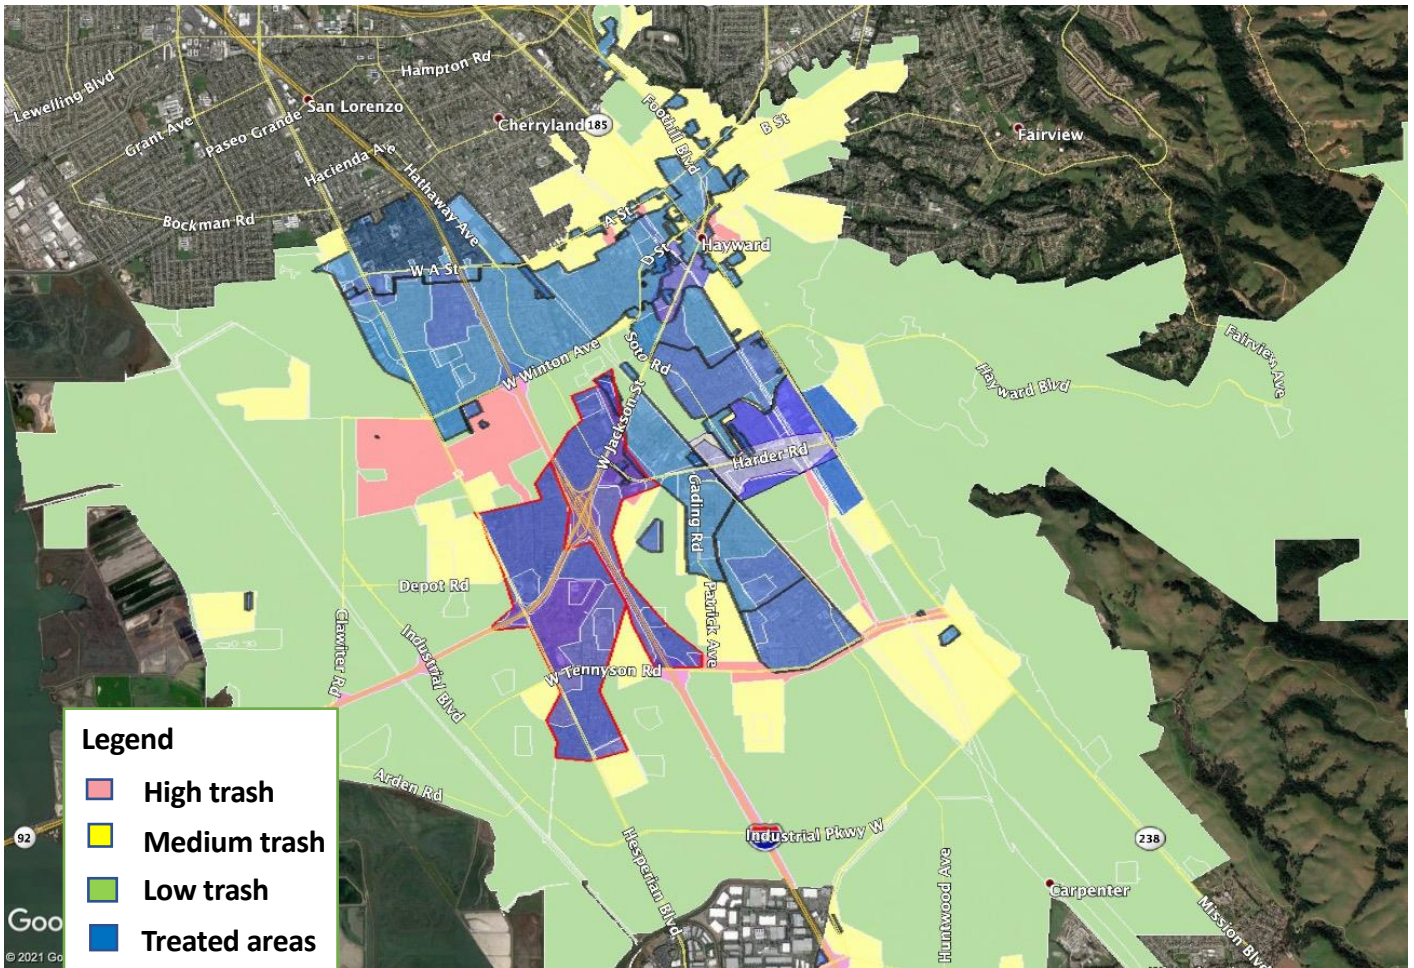 Hampton Rd
Lewelling Blvd
San Lorenzo
Foothill Blvd
Grant Ave
Paseo Grande
Cherryland
185
B St
Fairview
Hacienda Ave
Hathaway Ave
Bockman Rd
A St
D St
Hayward
W A St
Fairview Ave
Soto Rd
W Winton Ave
Hayward Blvd
W Jackson St
Harder Rd
Gading Rd
Depot Rd
Patrick Ave
Clawiter Rd
Industrial Blvd
W Tennyson Rd
Arden Rd
92
Industrial Pkwy W
238
Hesperian Blvd
Huntwood Ave
Carpenter
Mission Blvd
Legend
High trash
Medium trash
Low trash
Treated areas
Goo
© 2021 Go